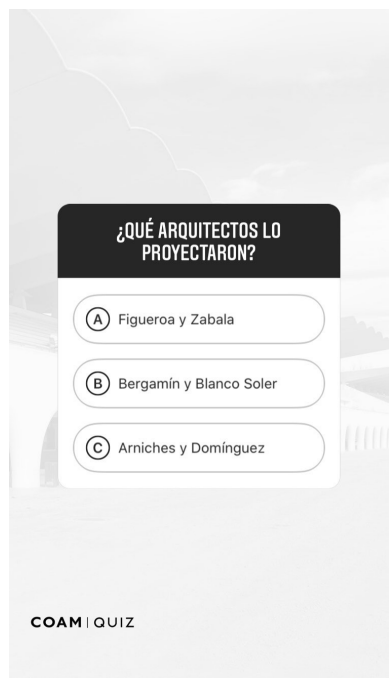 ¿QUÉ ARQUITECTOS LO
PROYECTARON?
A Figueroa y Zabala
B Bergamín y Blanco Soler
C Arniches y Domínguez
COAM | QUIZ